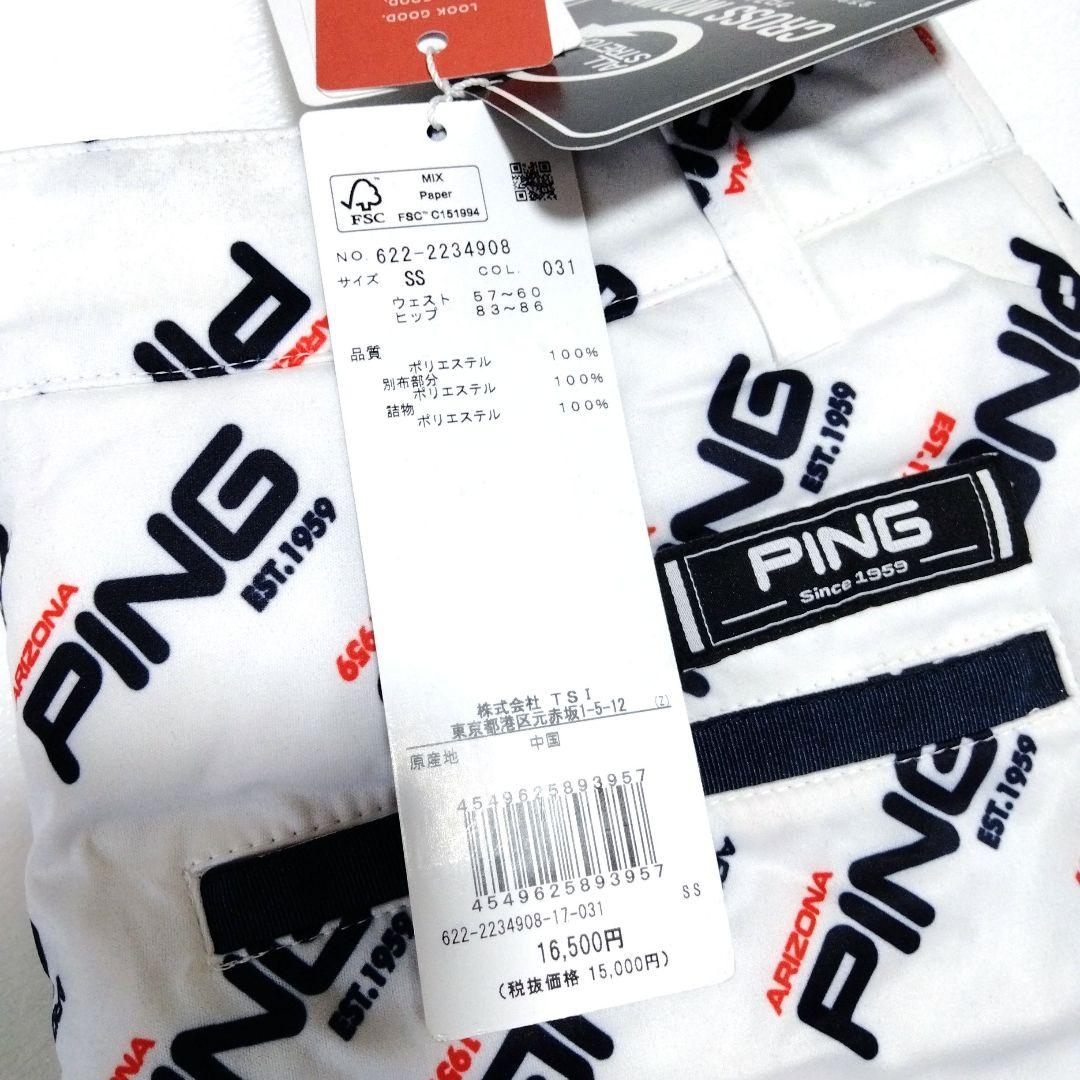 LOOK GOOD.
GOOD.
ALL
STRETCH
FSC
MIX
Paper
FSC™ C151994
NO. 622-2234908
サイズ SS COL. 031
ウェスト 57～60
ヒップ 83～86
品質
ポリエステル 100%
別布部分
ポリエステル 100%
詰物
ポリエステル 100%
株式会社 TSI
東京都港区元赤坂1-5-12 (Z)
原産地 中国
4549625893957
4549625893957
622-2234908-17-031 SS
16,500円
(税抜価格 15,000円)
PING
Since 1959
ARIZONA
PING
EST.1959
PING
EST.1959
ARIZONA
PING
EST.1959
EST.1959